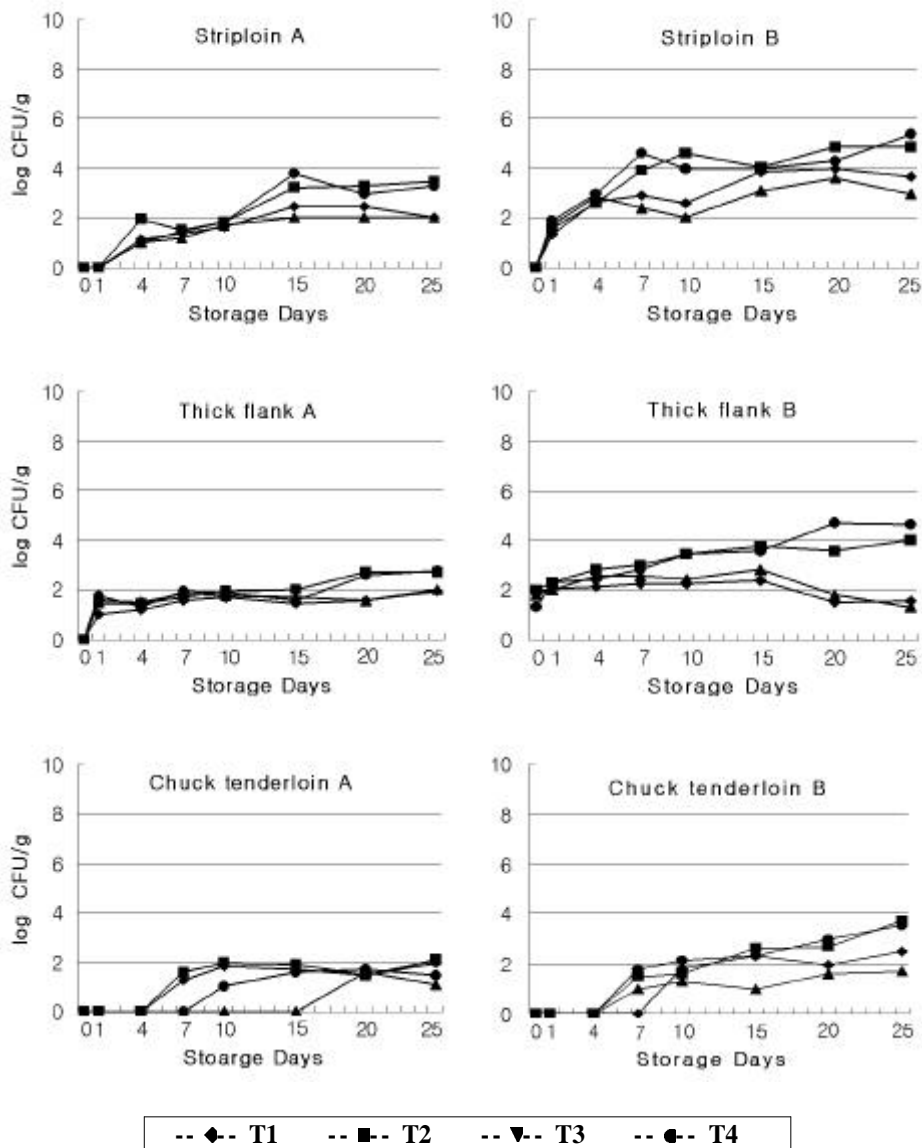 Striploin A
10
8
6
4
2
0
log CFU/g
0 1 4 7 10 15 20 25
Storage Days
Striploin B
10
8
6
4
2
0
0 1 4 7 10 15 20 25
Storage Days
Thick flank A
10
8
6
4
2
0
log CFU/g
0 1 4 7 10 15 20 25
Storage Days
Thick flank B
10
8
6
4
2
0
0 1 4 7 10 15 20 25
Storage Days
Chuck tenderloin A
10
8
6
4
2
0
log CFU/g
0 1 4 7 10 15 20 25
Stoarge Days
Chuck tenderloin B
10
8
6
4
2
0
0 1 4 7 10 15 20 25
Storage Days
T1 T2 T3 T4